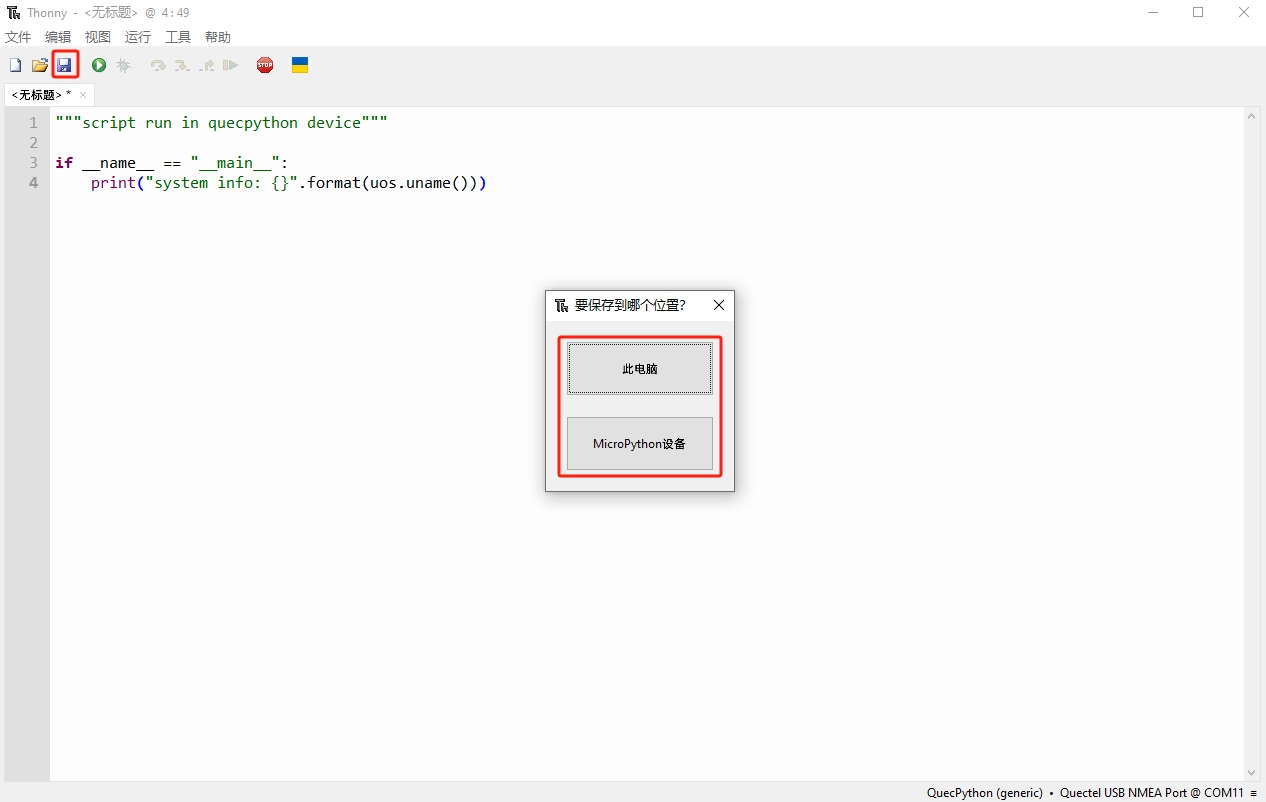 Thonny - <无标题> @ 4:49
文件 编辑 视图 运行 工具 帮助
STOP
<无标题> *
1 """script run in quecpython device"""
2
3 if __name__ == "__main__":
4 print("system info: {}".format(uos.uname()))
要保存到哪个位置?
此电脑
MicroPython设备
QuecPython (generic) • Quectel USB NMEA Port @ COM11 ≡